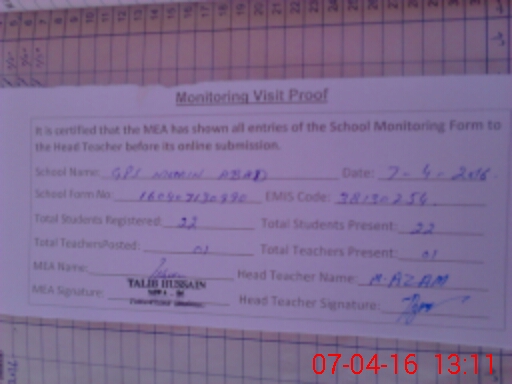 Monitoring Visit Proof
It is certified that the MEA has shown all entries of the School Monitoring Form to
the Head Teacher before its online submission.
School Name: GPS ABAD Date: 7-4-2016.
School Form No: EMIS Code:
Total Students Registered: 22 Total Students Present: 22
Total TeachersPosted: 01 Total Teachers Present: 01
MEA Name: Head Teacher Name: M. AZAM
TALIB HUSSAIN
MEA Signature: Head Teacher Signature:
07-04-16 13:11